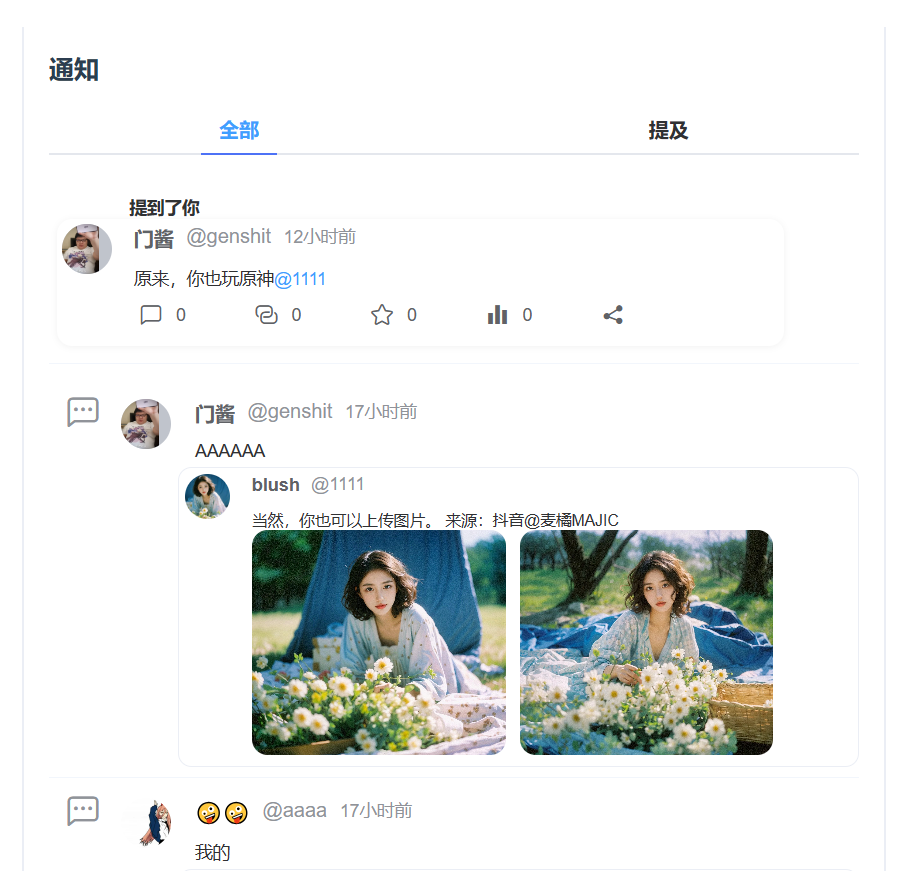 通知
全部 提及
提到了你
门酱 @genshit 12小时前
原来，你也玩原神@1111
0 0 0 0
门酱 @genshit 17小时前
AAAAAA
blush @1111
当然，你也可以上传图片。 来源：抖音@麦橘MAJIC
🤪🤪 @aaaa 17小时前
我的